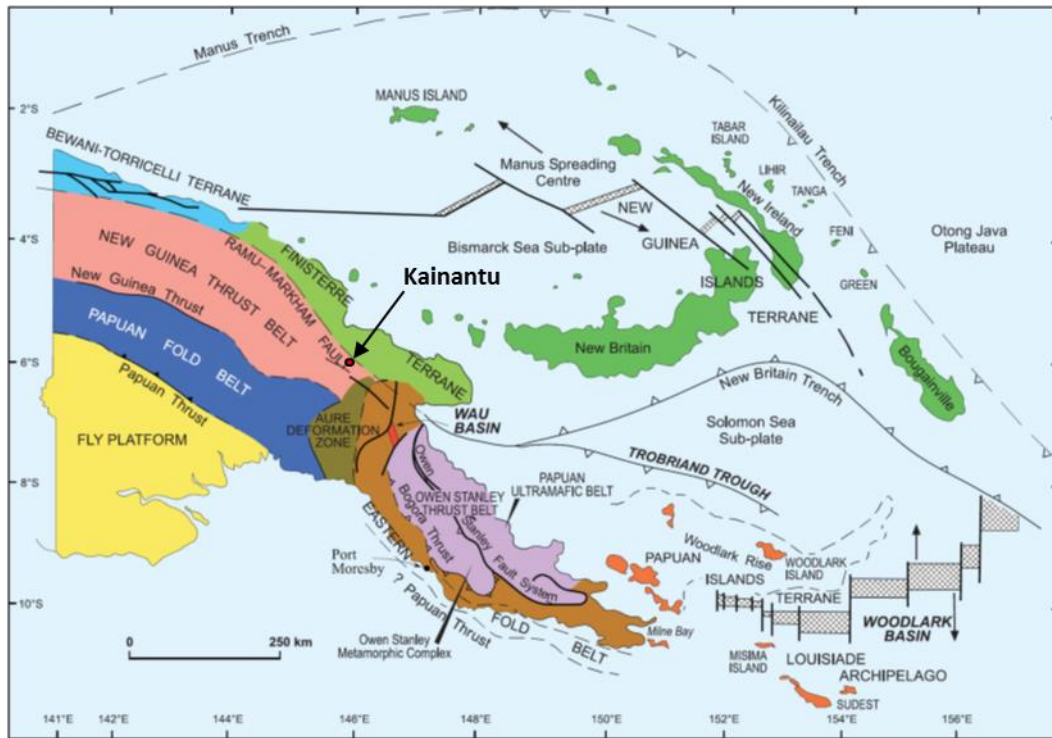 Manus Trench
2°S
MANUS ISLAND
Kilinailau Trench
TABAR
ISLAND
BEWANI-TORRICELLI TERRANE
Manus Spreading
Centre
LIHIR
TANGA
New Ireland
NEW
4°S
NEW GUINEA THRUST BELT
RAMU–MARKHAM FAULT
FINISTERRE
TERRANE
Bismarck Sea Sub-plate
GUINEA
FENI
Otong Java
Plateau
Kainantu
ISLANDS
GREEN
New Guinea Thrust
TERRANE
PAPUAN FOLD BELT
New Britain
6°S
Bougainville
Papuan Thrust
New Britain Trench
AURE
DEFORMATION
ZONE
WAU
BASIN
Solomon Sea
Sub-plate
FLY PLATFORM
TROBRIAND TROUGH
8°S
Owen Stanley Fault System
PAPUAN
ULTRAMAFIC BELT
OWEN STANLEY
THRUST BELT
Bogora Thrust
EASTERN
FOLD
BELT
Woodlark Rise
WOODLARK
ISLAND
PAPUAN
ISLANDS
TERRANE
Port
Moresby
10°S
? Papuan Thrust
WOODLARK
BASIN
0
250 km
Owen Stanley
Metamorphic Complex
Milne Bay
MISIMA
ISLAND
LOUISIADE
ARCHIPELAGO
SUDEST
141°E
142°E
144°E
146°E
148°E
150°E
152°E
154°E
156°E